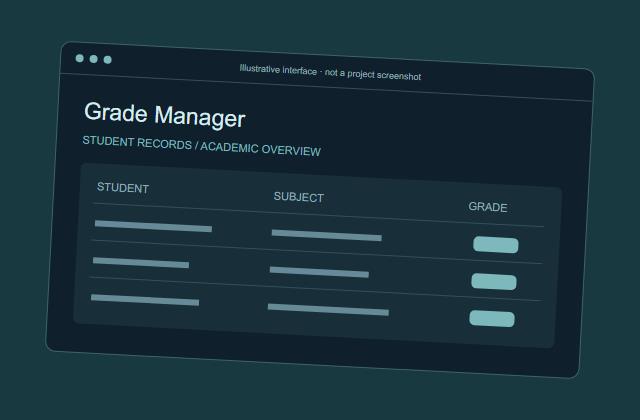 Illustrative interface · not a project screenshot
Grade Manager
STUDENT RECORDS / ACADEMIC OVERVIEW
STUDENT SUBJECT GRADE